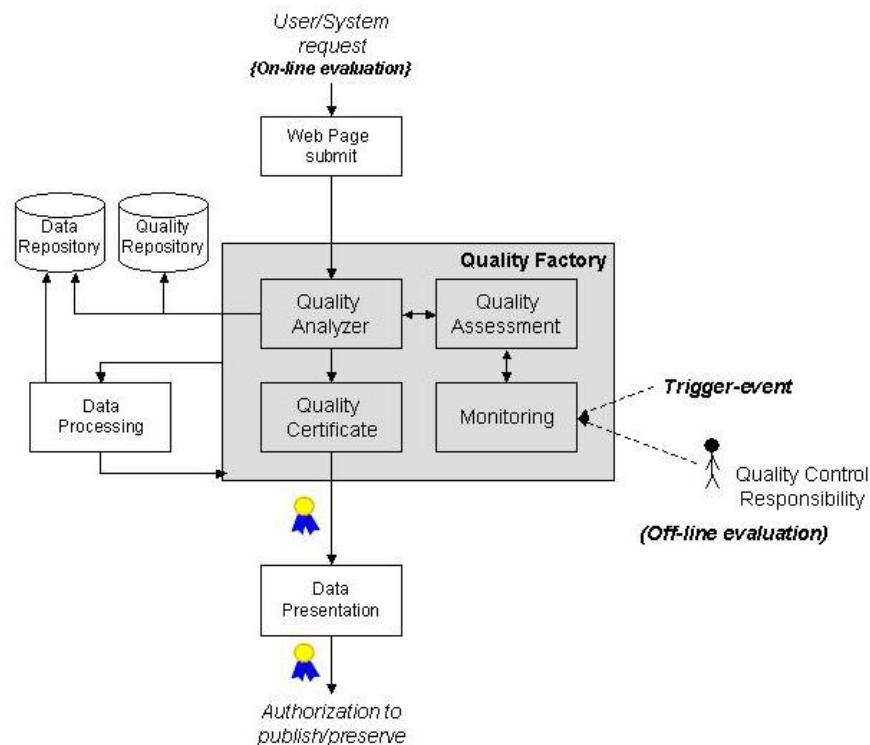 User/System
request
{On-line evaluation}
Web Page
submit
Data
Repository
Quality
Repository
Quality Factory
Quality
Analyzer
Quality
Assessment
Data
Processing
Quality
Certificate
Monitoring
Trigger-event
Quality Control
Responsibility
(Off-line evaluation)
Data
Presentation
Authorization to
publish/preserve